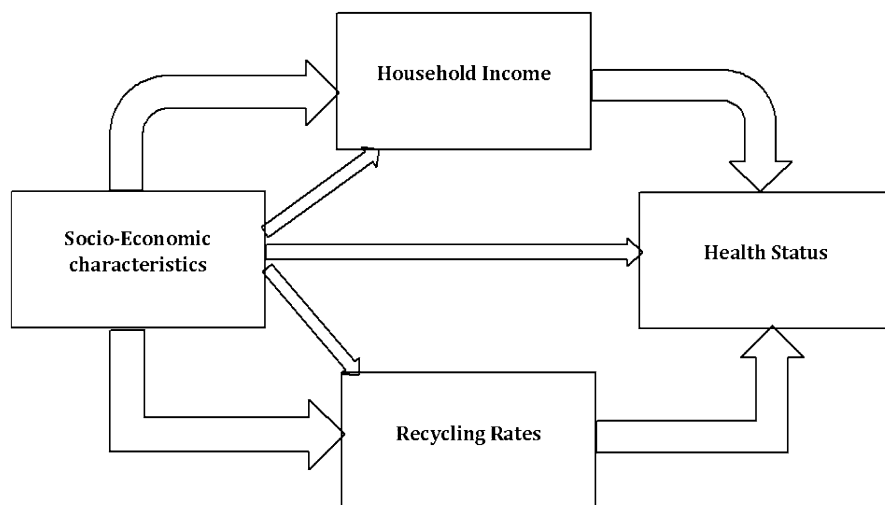 Household Income
Socio-Economic
characteristics
Health Status
Recycling Rates